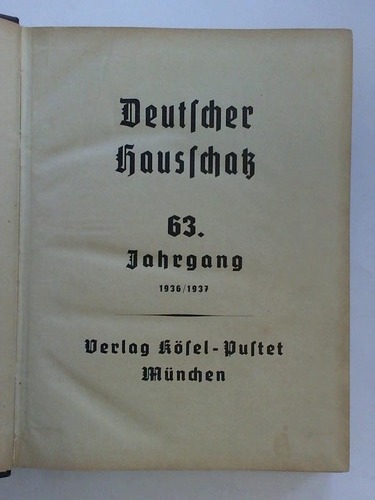 Deutſcher
Hausſchatz
63.
Jahrgang
1936/1937
Verlag Köſel-Puſtet
München